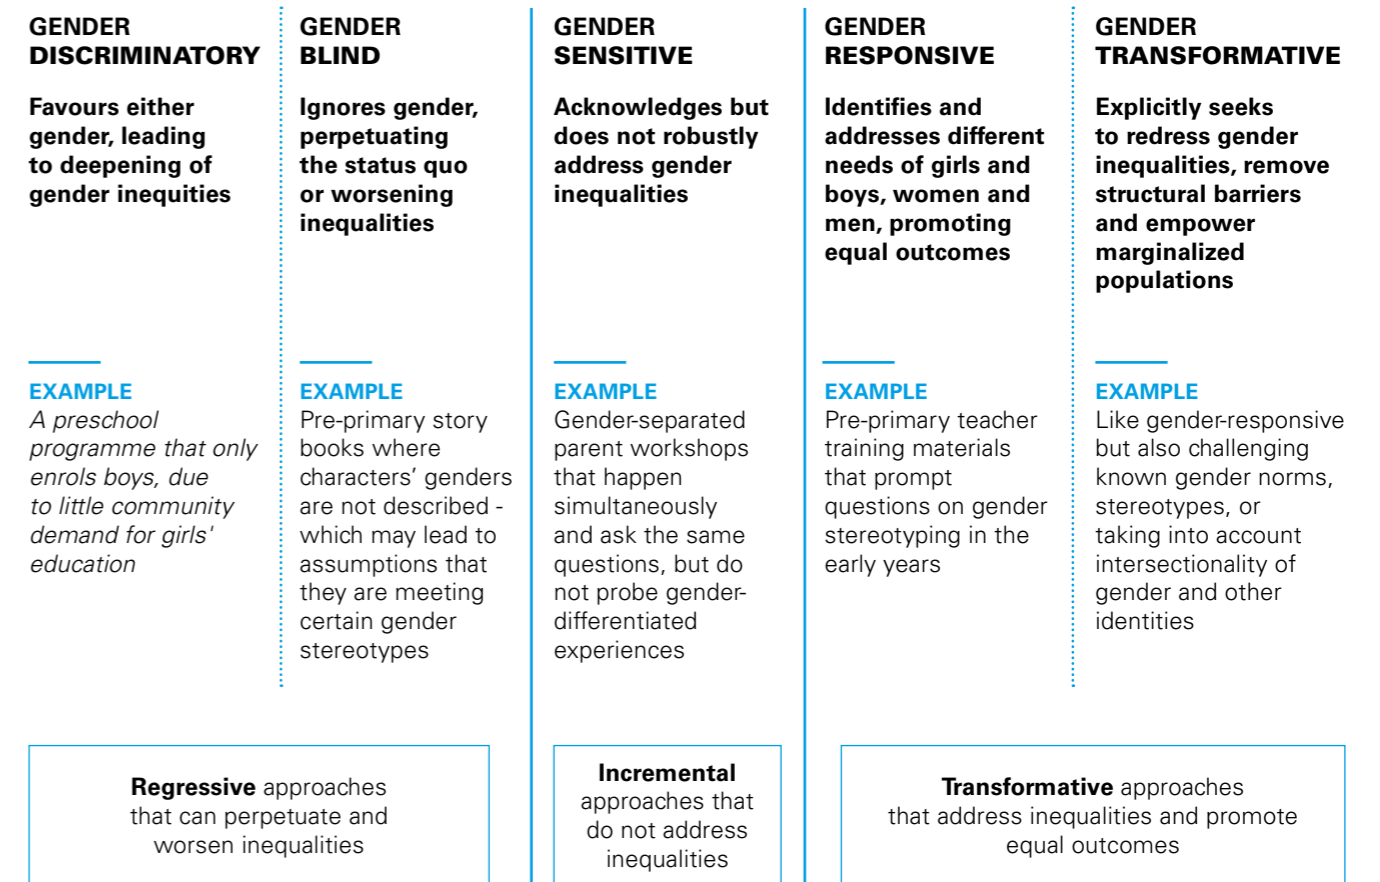 GENDER
DISCRIMINATORY
Favours either
gender, leading
to deepening of
gender inequities
EXAMPLE
A preschool
programme that only
enrols boys, due
to little community
demand for girls'
education
GENDER
BLIND
Ignores gender,
perpetuating
the status quo
or worsening
inequalities
EXAMPLE
Pre-primary story
books where
characters’ genders
are not described -
which may lead to
assumptions that
they are meeting
certain gender
stereotypes
Regressive approaches
that can perpetuate and
worsen inequalities
GENDER
SENSITIVE
Acknowledges but
does not robustly
address gender
inequalities
EXAMPLE
Gender-separated
parent workshops
that happen
simultaneously
and ask the same
questions, but do
not probe gender-
differentiated
experiences
Incremental
approaches that
do not address
inequalities
GENDER
RESPONSIVE
Identifies and
addresses different
needs of girls and
boys, women and
men, promoting
equal outcomes
EXAMPLE
Pre-primary teacher
training materials
that prompt
questions on gender
stereotyping in the
early years
GENDER
TRANSFORMATIVE
Explicitly seeks
to redress gender
inequalities, remove
structural barriers
and empower
marginalized
populations
EXAMPLE
Like gender-responsive
but also challenging
known gender norms,
stereotypes, or
taking into account
intersectionality of
gender and other
identities
Transformative approaches
that address inequalities and promote
equal outcomes